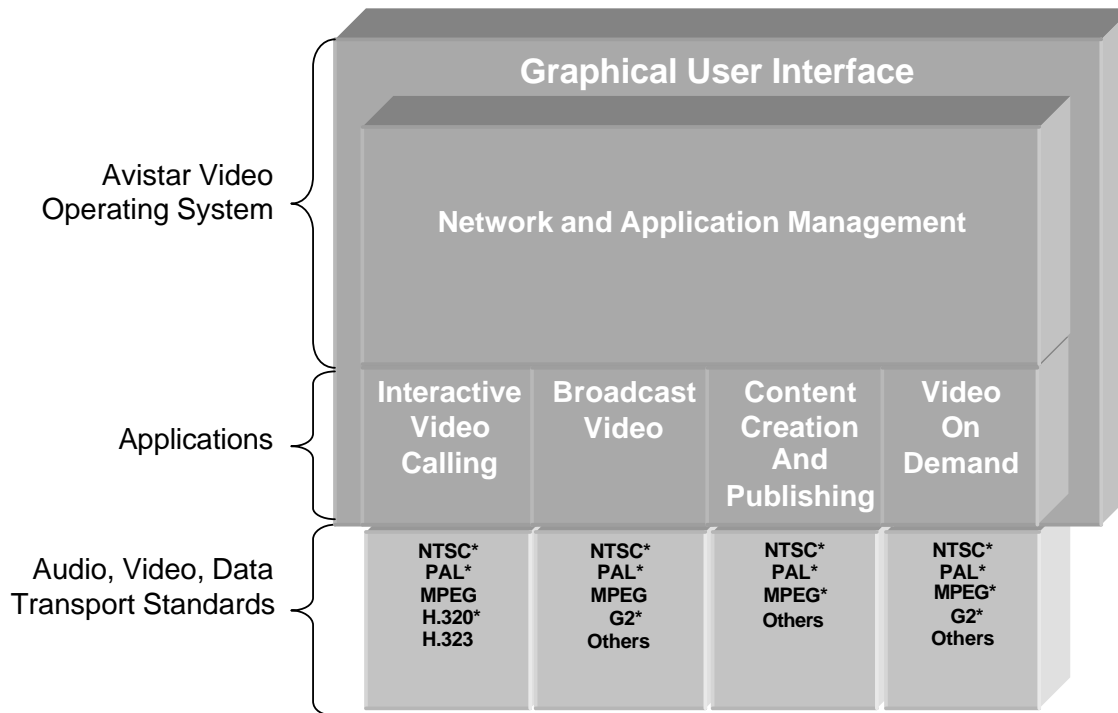 Graphical User Interface
Avistar Video
Operating System
Network and Application Management
Applications
Interactive
Video
Calling
Broadcast
Video
Content
Creation
And
Publishing
Video
On
Demand
Audio, Video, Data
Transport Standards
NTSC*
PAL*
MPEG
H.320*
H.323
NTSC*
PAL*
MPEG
G2*
Others
NTSC*
PAL*
MPEG*
Others
NTSC*
PAL*
MPEG*
G2*
Others